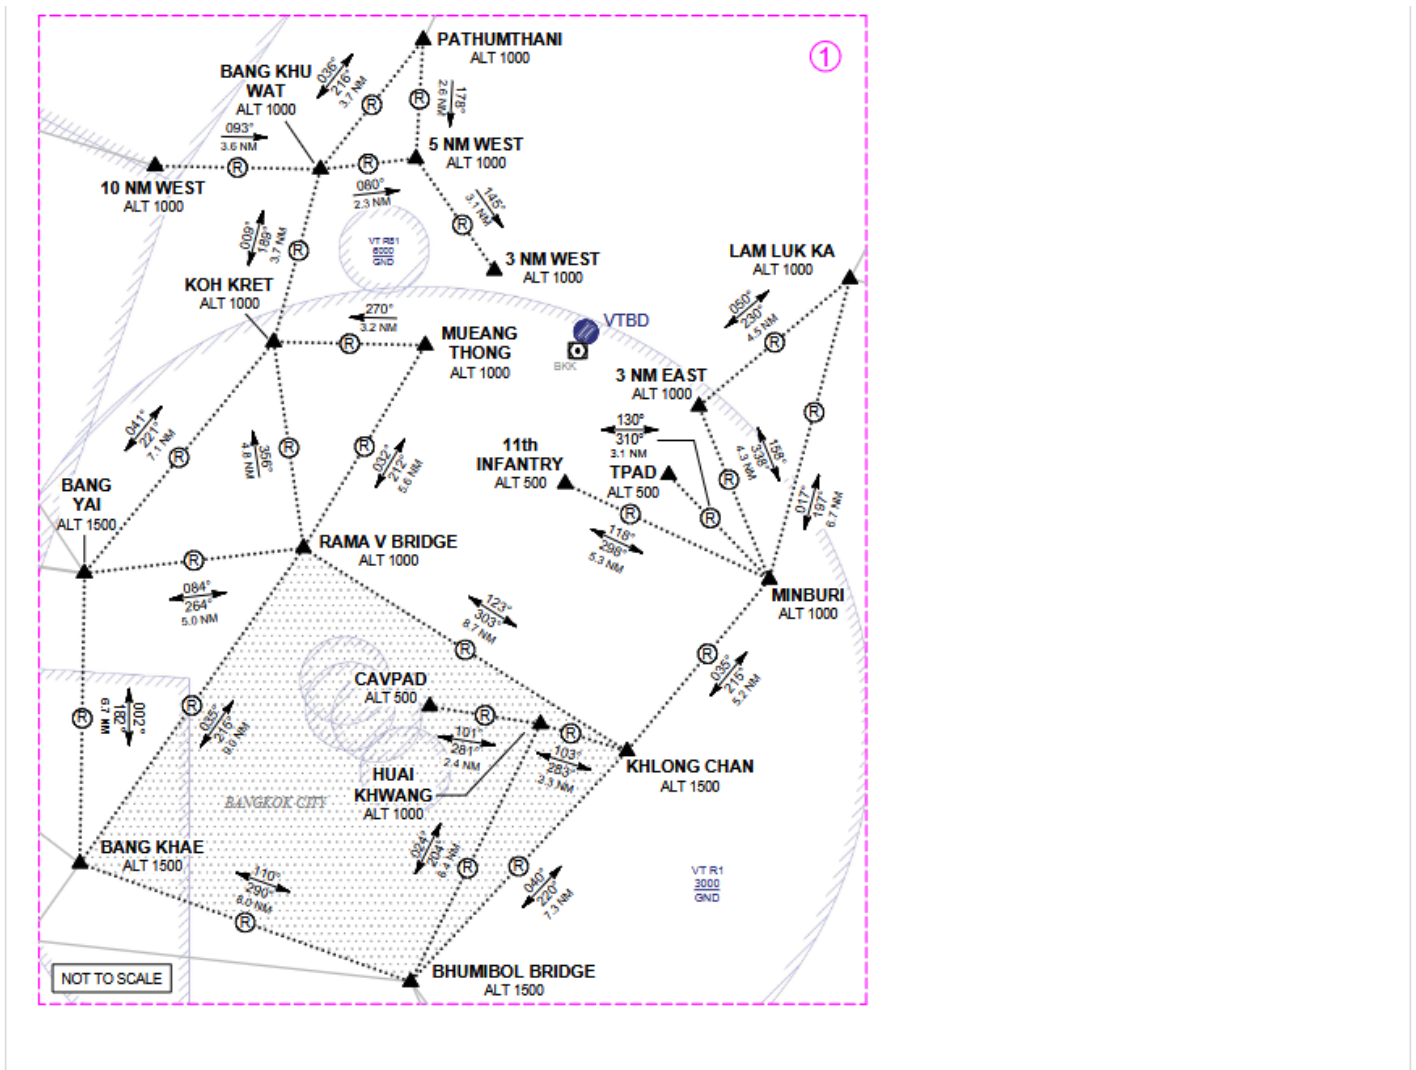 PATHUMTHANI
ALT 1000
1
BANG KHU
WAT
ALT 1000
036°
216°
3.7 NM
R
R
178°
2.6 NM
093°
3.6 NM
R
10 NM WEST
ALT 1000
5 NM WEST
ALT 1000
R
080°
2.3 NM
145°
3.1 NM
R
009°
189°
3.7 NM
R
VT R81
6000
GND
3 NM WEST
ALT 1000
LAM LUK KA
ALT 1000
KOH KRET
ALT 1000
270°
3.2 NM
R
MUEANG
THONG
ALT 1000
VTBD
BKK
050°
230°
4.5 NM
R
3 NM EAST
ALT 1000
041°
221°
7.1 NM
R
356°
4.8 NM
R
R
032°
212°
5.6 NM
130°
310°
3.1 NM
11th
INFANTRY
ALT 500
TPAD
ALT 500
158°
338°
4.3 NM
R
R
017°
197°
6.7 NM
BANG
YAI
ALT 1500
R
R
118°
298°
5.3 NM
RAMA V BRIDGE
ALT 1000
R
084°
264°
5.0 NM
MINBURI
ALT 1000
123°
303°
8.7 NM
R
R
035°
215°
5.2 NM
CAVPAD
ALT 500
R
101°
281°
2.4 NM
R
103°
283°
3.3 NM
R
002°
182°
6.7 NM
R
035°
215°
9.0 NM
KHLONG CHAN
ALT 1500
HUAI
KHWANG
ALT 1000
BANGKOK CITY
BANG KHAE
ALT 1500
024°
204°
6.4 NM
R
R
040°
220°
7.3 NM
VT R1
3000
GND
110°
290°
8.0 NM
R
NOT TO SCALE
BHUMIBOL BRIDGE
ALT 1500